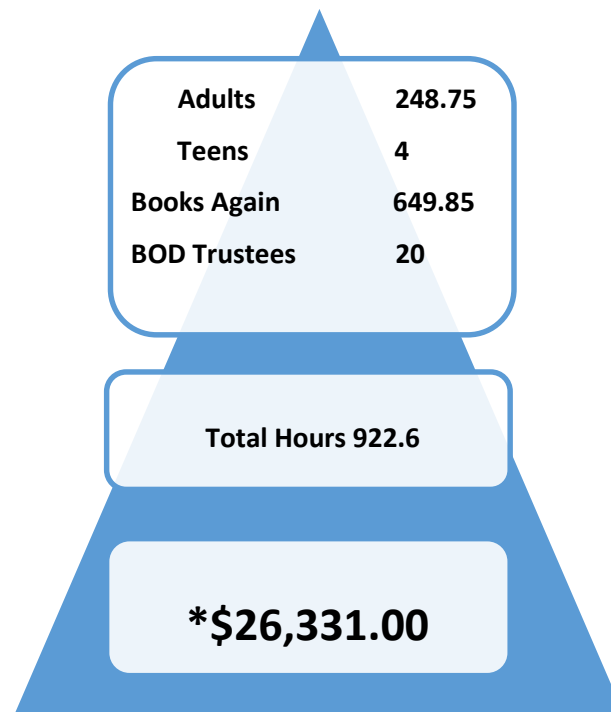 Adults 248.75
Teens 4
Books Again 649.85
BOD Trustees 20
Total Hours 922.6
*$26,331.00